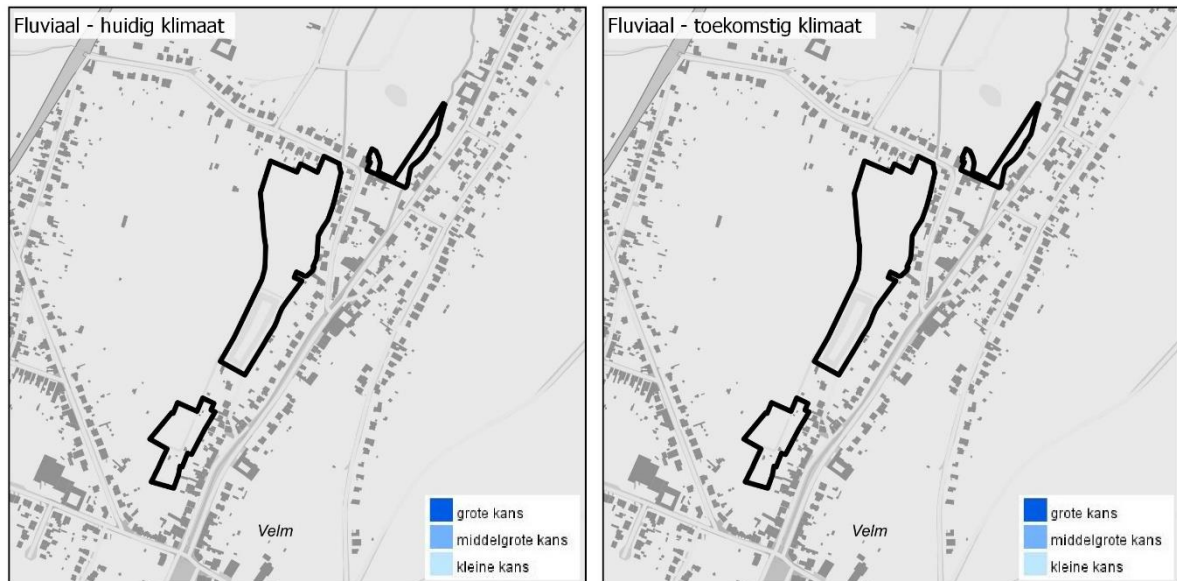 Fluviaal - huidig klimaat
Velm
grote kans
middelgrote kans
kleine kans
Fluviaal - toekomstig klimaat
Velm
grote kans
middelgrote kans
kleine kans